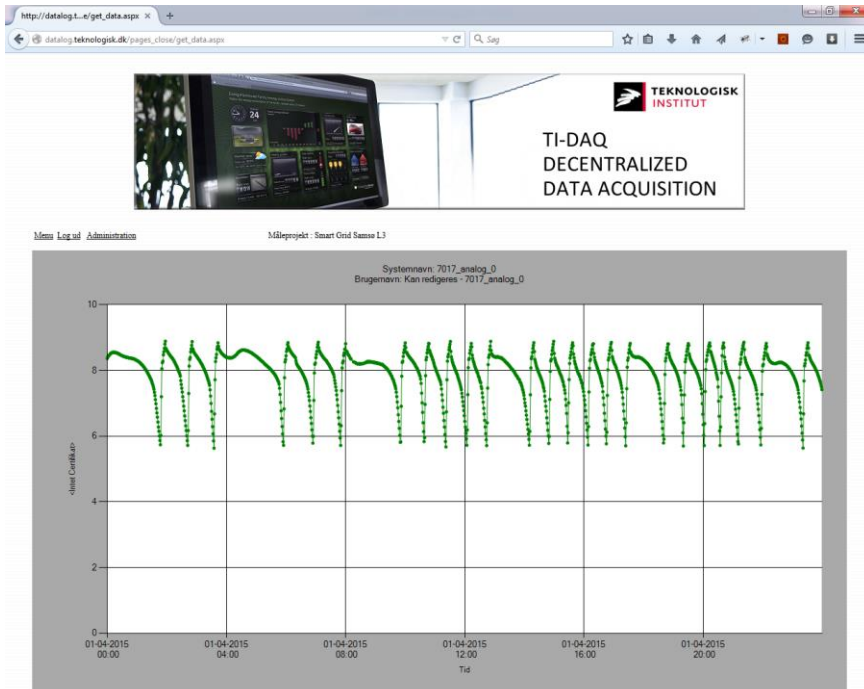 http://datalog.t...e/get_data.aspx
datalog.teknologisk.dk/pages_close/get_data.aspx
Søg
TEKNOLOGISK
INSTITUT
TI-DAQ
DECENTRALIZED
DATA ACQUISITION
24
Menu Log ud Administration
Måleprojekt : Smart Grid Samsø L3
Systemnavn: 7017_analog_0
Brugernavn: Kan redigeres - 7017_analog_0
10
8
6
4
2
0
<Intet Certifikat>
01-04-2015 01-04-2015 01-04-2015 01-04-2015 01-04-2015 01-04-2015
00:00 04:00 08:00 12:00 16:00 20:00
Tid